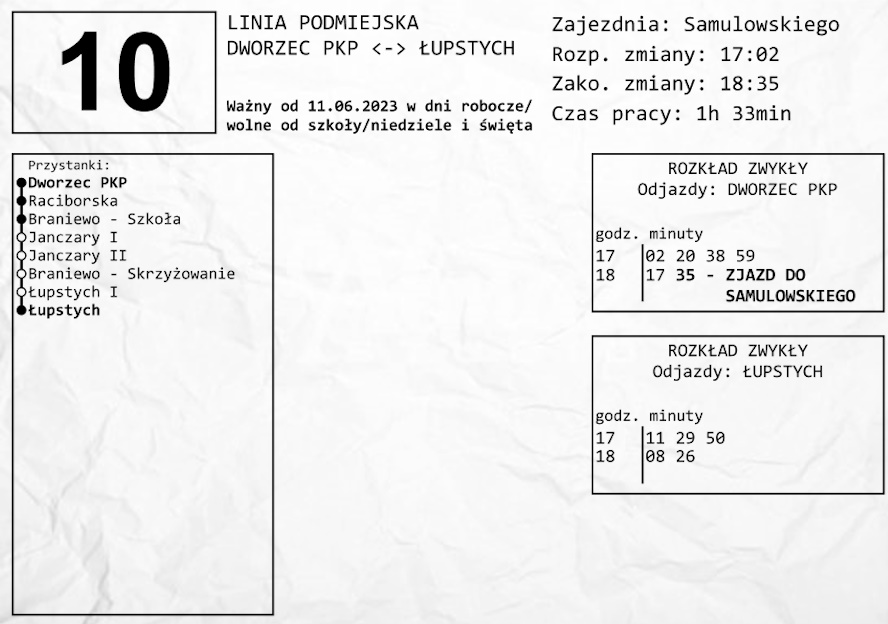 10
LINIA PODMIEJSKA
DWORZEC PKP <-> ŁUPSTYCH
Ważny od 11.06.2023 w dni robocze/
wolne od szkoły/niedziele i święta
Zajezdnia: Samulowskiego
Rozp. zmiany: 17:02
Zako. zmiany: 18:35
Czas pracy: 1h 33min
Przystanki:
Dworzec PKP
Raciborska
Braniewo - Szkoła
Janczary I
Janczary II
Braniewo - Skrzyżowanie
Łupstych I
Łupstych
ROZKŁAD ZWYKŁY
Odjazdy: DWORZEC PKP
godz. minuty
17 02 20 38 59
18 17 35 - ZJAZD DO
SAMULOWSKIEGO
ROZKŁAD ZWYKŁY
Odjazdy: ŁUPSTYCH
godz. minuty
17 11 29 50
18 08 26